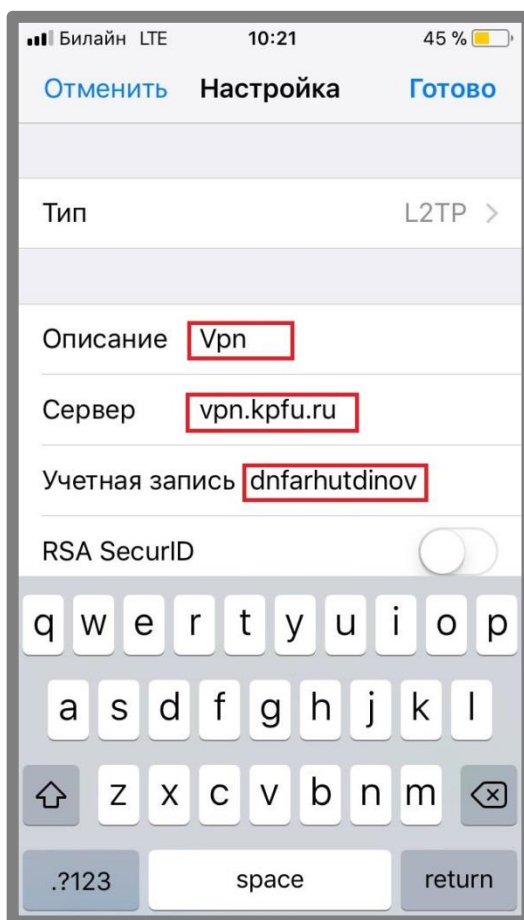 Билайн LTE 10:21 45 %
Отменить Настройка Готово
Тип L2TP >
Описание Vpn
Сервер vpn.kpfu.ru
Учетная запись dnfarhutdinov
RSA SecurID
q w e r t y u i o p
a s d f g h j k l
z x c v b n m
.?123 space return